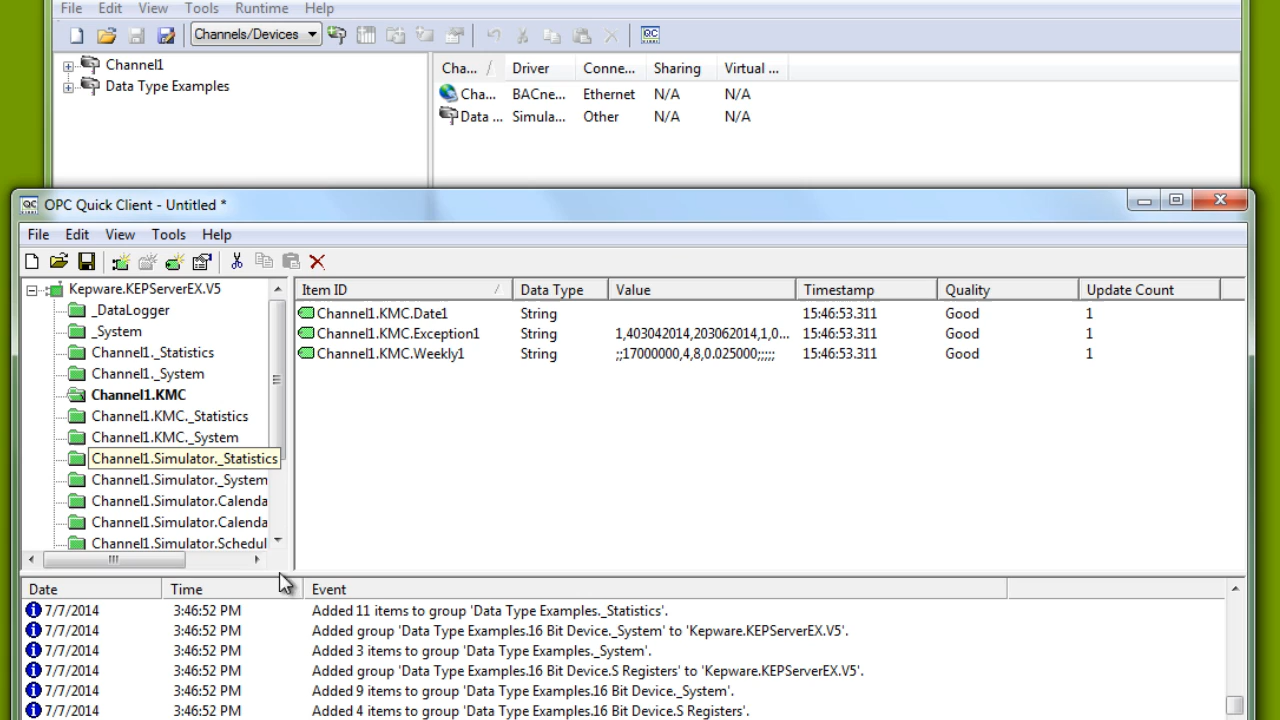 File Edit View Tools Runtime Help
Channels/Devices
Channel1
Data Type Examples
Cha... Driver Conne... Sharing Virtual ...
Cha... BACne... Ethernet N/A N/A
Data ... Simula... Other N/A N/A
QC
OPC Quick Client - Untitled *
File Edit View Tools Help
Kepware.KEPServerEX.V5
_DataLogger
_System
Channel1._Statistics
Channel1._System
Channel1.KMC
Channel1.KMC._Statistics
Channel1.KMC._System
Channel1.Simulator._Statistics
Channel1.Simulator._System
Channel1.Simulator.Calenda
Channel1.Simulator.Calenda
Channel1.Simulator.Schedul
Item ID Data Type Value Timestamp Quality Update Count
Channel1.KMC.Date1 String 15:46:53.311 Good 1
Channel1.KMC.Exception1 String 1,403042014,203062014,1,0... 15:46:53.311 Good 1
Channel1.KMC.Weekly1 String ;;17000000,4,8,0.025000;;;;; 15:46:53.311 Good 1
Date Time Event
7/7/2014 3:46:52 PM Added 11 items to group 'Data Type Examples._Statistics'.
7/7/2014 3:46:52 PM Added group 'Data Type Examples.16 Bit Device._System' to 'Kepware.KEPServerEX.V5'.
7/7/2014 3:46:52 PM Added 3 items to group 'Data Type Examples._System'.
7/7/2014 3:46:52 PM Added group 'Data Type Examples.16 Bit Device.S Registers' to 'Kepware.KEPServerEX.V5'.
7/7/2014 3:46:52 PM Added 9 items to group 'Data Type Examples.16 Bit Device._System'.
7/7/2014 3:46:52 PM Added 4 items to group 'Data Type Examples.16 Bit Device.S Registers'.